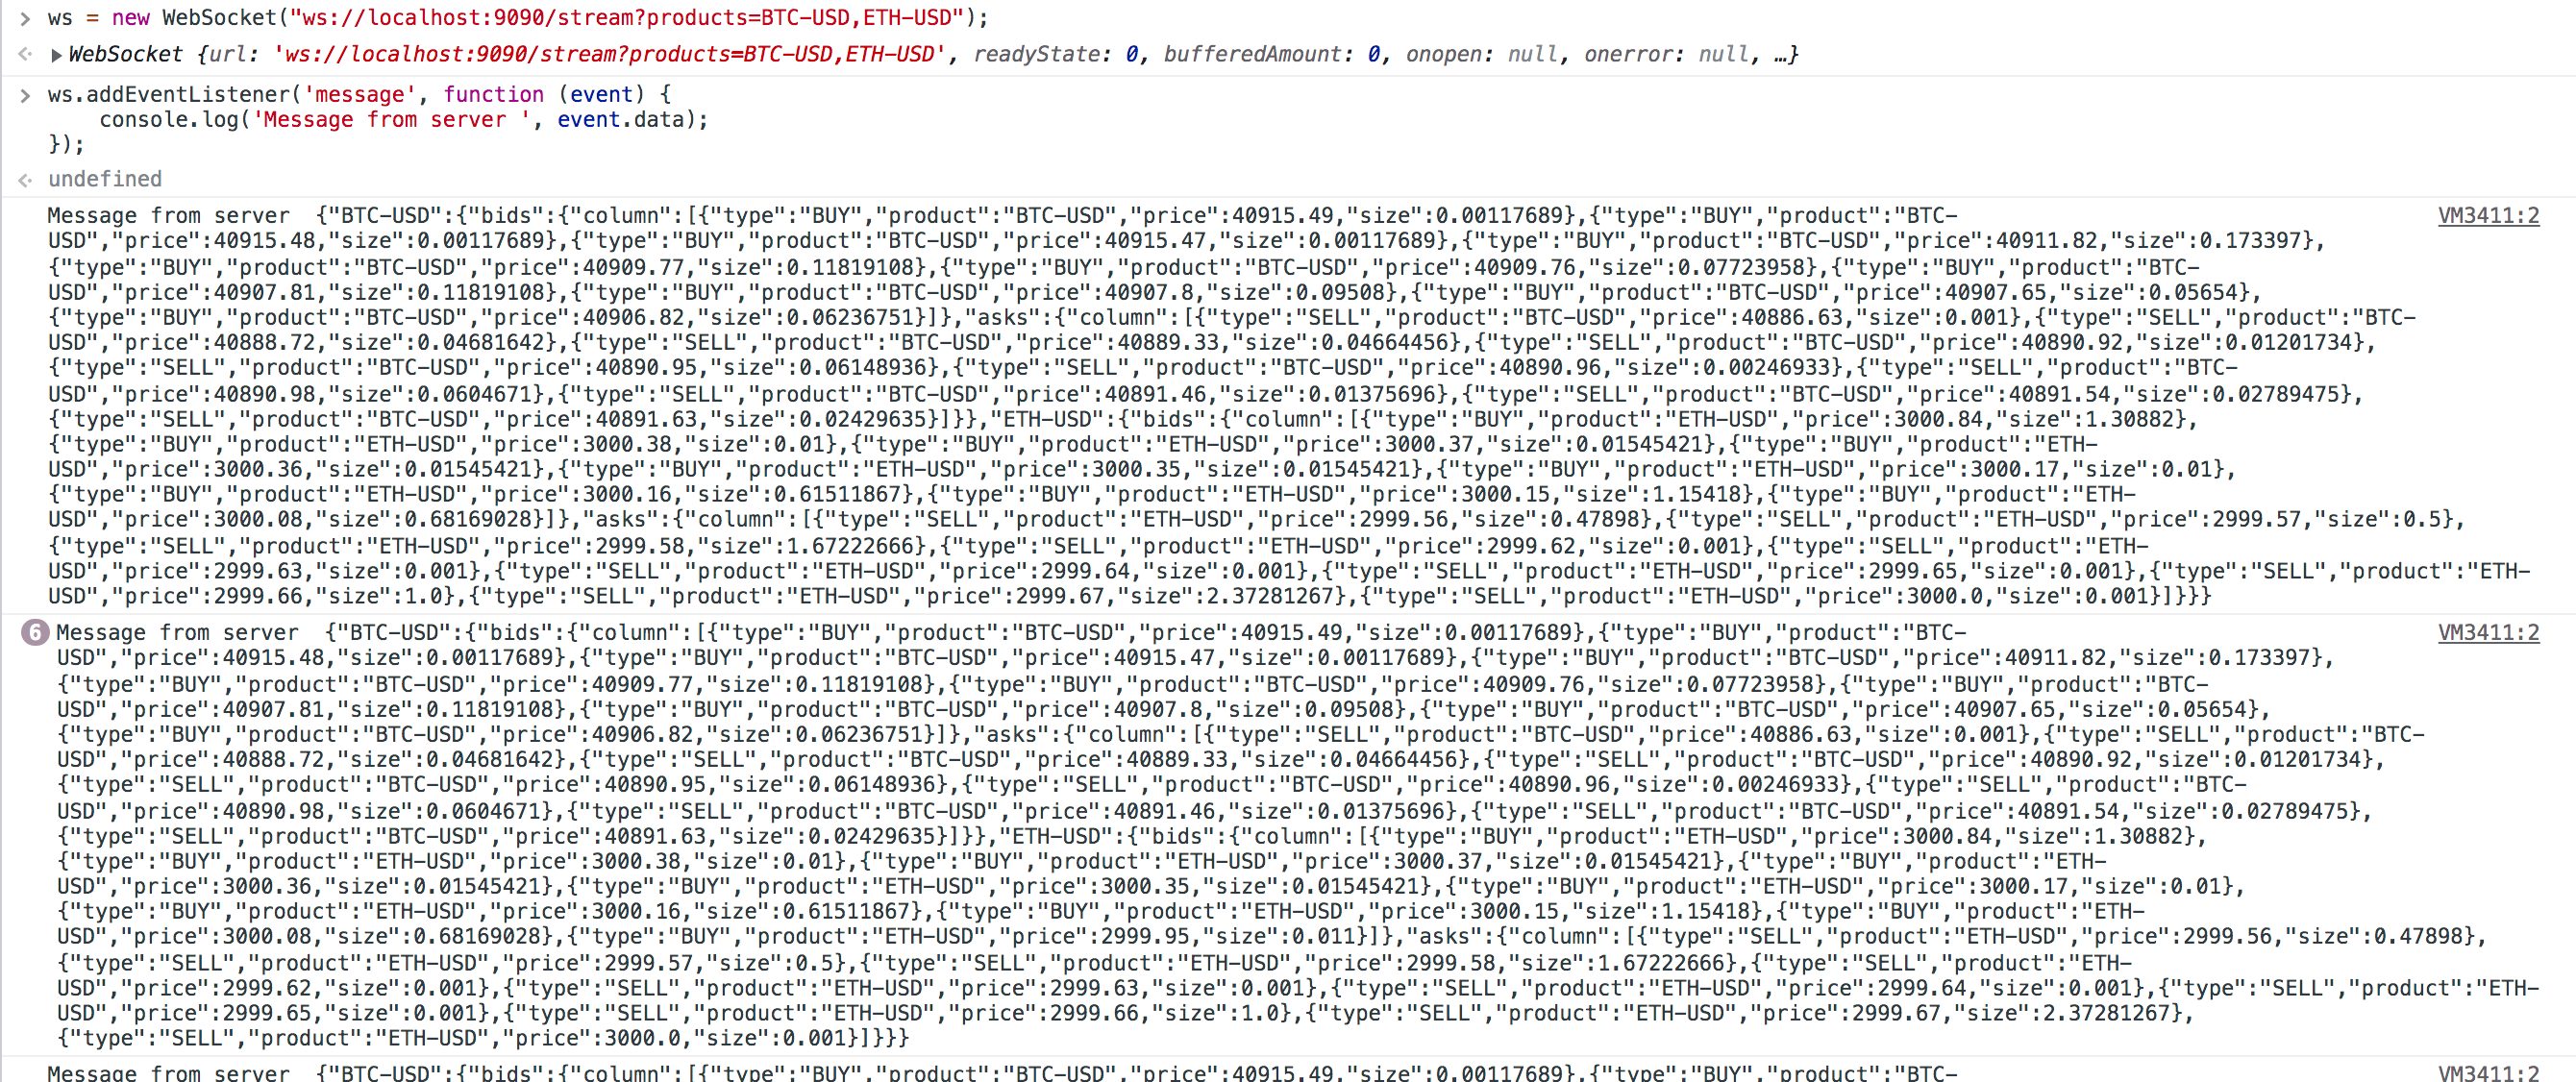 > ws = new WebSocket("ws://localhost:9090/stream?products=BTC-USD,ETH-USD");
<· ▶WebSocket {url: 'ws://localhost:9090/stream?products=BTC-USD,ETH-USD', readyState: 0, bufferedAmount: 0, onopen: null, onerror: null, …}
> ws.addEventListener('message', function (event) {
    console.log('Message from server ', event.data);
});
<· undefined
Message from server  {"BTC-USD":{"bids":{"column":[{"type":"BUY","product":"BTC-USD","price":40915.49,"size":0.00117689},{"type":"BUY","product":"BTC- VM3411:2
USD","price":40915.48,"size":0.00117689},{"type":"BUY","product":"BTC-USD","price":40915.47,"size":0.00117689},{"type":"BUY","product":"BTC-USD","price":40911.82,"size":0.173397},
{"type":"BUY","product":"BTC-USD","price":40909.77,"size":0.11819108},{"type":"BUY","product":"BTC-USD","price":40909.76,"size":0.07723958},{"type":"BUY","product":"BTC-
USD","price":40907.81,"size":0.11819108},{"type":"BUY","product":"BTC-USD","price":40907.8,"size":0.09508},{"type":"BUY","product":"BTC-USD","price":40907.65,"size":0.05654},
{"type":"BUY","product":"BTC-USD","price":40906.82,"size":0.06236751}]},"asks":{"column":[{"type":"SELL","product":"BTC-USD","price":40886.63,"size":0.001},{"type":"SELL","product":"BTC-
USD","price":40888.72,"size":0.04681642},{"type":"SELL","product":"BTC-USD","price":40889.33,"size":0.04664456},{"type":"SELL","product":"BTC-USD","price":40890.92,"size":0.01201734},
{"type":"SELL","product":"BTC-USD","price":40890.95,"size":0.06148936},{"type":"SELL","product":"BTC-USD","price":40890.96,"size":0.00246933},{"type":"SELL","product":"BTC-
USD","price":40890.98,"size":0.0604671},{"type":"SELL","product":"BTC-USD","price":40891.46,"size":0.01375696},{"type":"SELL","product":"BTC-USD","price":40891.54,"size":0.02789475},
{"type":"SELL","product":"BTC-USD","price":40891.63,"size":0.02429635}]}},"ETH-USD":{"bids":{"column":[{"type":"BUY","product":"ETH-USD","price":3000.84,"size":1.30882},
{"type":"BUY","product":"ETH-USD","price":3000.38,"size":0.01},{"type":"BUY","product":"ETH-USD","price":3000.37,"size":0.01545421},{"type":"BUY","product":"ETH-
USD","price":3000.36,"size":0.01545421},{"type":"BUY","product":"ETH-USD","price":3000.35,"size":0.01545421},{"type":"BUY","product":"ETH-USD","price":3000.17,"size":0.01},
{"type":"BUY","product":"ETH-USD","price":3000.16,"size":0.61511867},{"type":"BUY","product":"ETH-USD","price":3000.15,"size":1.15418},{"type":"BUY","product":"ETH-
USD","price":3000.08,"size":0.68169028}]},"asks":{"column":[{"type":"SELL","product":"ETH-USD","price":2999.56,"size":0.47898},{"type":"SELL","product":"ETH-USD","price":2999.57,"size":0.5},
{"type":"SELL","product":"ETH-USD","price":2999.58,"size":1.67222666},{"type":"SELL","product":"ETH-USD","price":2999.62,"size":0.001},{"type":"SELL","product":"ETH-
USD","price":2999.63,"size":0.001},{"type":"SELL","product":"ETH-USD","price":2999.64,"size":0.001},{"type":"SELL","product":"ETH-USD","price":2999.65,"size":0.001},{"type":"SELL","product":"ETH-
USD","price":2999.66,"size":1.0},{"type":"SELL","product":"ETH-USD","price":2999.67,"size":2.37281267},{"type":"SELL","product":"ETH-USD","price":3000.0,"size":0.001}]}}}
6 Message from server  {"BTC-USD":{"bids":{"column":[{"type":"BUY","product":"BTC-USD","price":40915.49,"size":0.00117689},{"type":"BUY","product":"BTC- VM3411:2
USD","price":40915.48,"size":0.00117689},{"type":"BUY","product":"BTC-USD","price":40915.47,"size":0.00117689},{"type":"BUY","product":"BTC-USD","price":40911.82,"size":0.173397},
{"type":"BUY","product":"BTC-USD","price":40909.77,"size":0.11819108},{"type":"BUY","product":"BTC-USD","price":40909.76,"size":0.07723958},{"type":"BUY","product":"BTC-
USD","price":40907.81,"size":0.11819108},{"type":"BUY","product":"BTC-USD","price":40907.8,"size":0.09508},{"type":"BUY","product":"BTC-USD","price":40907.65,"size":0.05654},
{"type":"BUY","product":"BTC-USD","price":40906.82,"size":0.06236751}]},"asks":{"column":[{"type":"SELL","product":"BTC-USD","price":40886.63,"size":0.001},{"type":"SELL","product":"BTC-
USD","price":40888.72,"size":0.04681642},{"type":"SELL","product":"BTC-USD","price":40889.33,"size":0.04664456},{"type":"SELL","product":"BTC-USD","price":40890.92,"size":0.01201734},
{"type":"SELL","product":"BTC-USD","price":40890.95,"size":0.06148936},{"type":"SELL","product":"BTC-USD","price":40890.96,"size":0.00246933},{"type":"SELL","product":"BTC-
USD","price":40890.98,"size":0.0604671},{"type":"SELL","product":"BTC-USD","price":40891.46,"size":0.01375696},{"type":"SELL","product":"BTC-USD","price":40891.54,"size":0.02789475},
{"type":"SELL","product":"BTC-USD","price":40891.63,"size":0.02429635}]}},"ETH-USD":{"bids":{"column":[{"type":"BUY","product":"ETH-USD","price":3000.84,"size":1.30882},
{"type":"BUY","product":"ETH-USD","price":3000.38,"size":0.01},{"type":"BUY","product":"ETH-USD","price":3000.37,"size":0.01545421},{"type":"BUY","product":"ETH-
USD","price":3000.36,"size":0.01545421},{"type":"BUY","product":"ETH-USD","price":3000.35,"size":0.01545421},{"type":"BUY","product":"ETH-USD","price":3000.17,"size":0.01},
{"type":"BUY","product":"ETH-USD","price":3000.16,"size":0.61511867},{"type":"BUY","product":"ETH-USD","price":3000.15,"size":1.15418},{"type":"BUY","product":"ETH-
USD","price":3000.08,"size":0.68169028},{"type":"BUY","product":"ETH-USD","price":2999.95,"size":0.011}]},"asks":{"column":[{"type":"SELL","product":"ETH-USD","price":2999.56,"size":0.47898},
{"type":"SELL","product":"ETH-USD","price":2999.57,"size":0.5},{"type":"SELL","product":"ETH-USD","price":2999.58,"size":1.67222666},{"type":"SELL","product":"ETH-
USD","price":2999.62,"size":0.001},{"type":"SELL","product":"ETH-USD","price":2999.63,"size":0.001},{"type":"SELL","product":"ETH-USD","price":2999.64,"size":0.001},{"type":"SELL","product":"ETH-
USD","price":2999.65,"size":0.001},{"type":"SELL","product":"ETH-USD","price":2999.66,"size":1.0},{"type":"SELL","product":"ETH-USD","price":2999.67,"size":2.37281267},
{"type":"SELL","product":"ETH-USD","price":3000.0,"size":0.001}]}}}
Message from server  {"BTC-USD":{"bids":{"column":[{"type":"BUY","product":"BTC-USD","price":40915.49,"size":0.00117689},{"type":"BUY","product":"BTC- VM3411:2